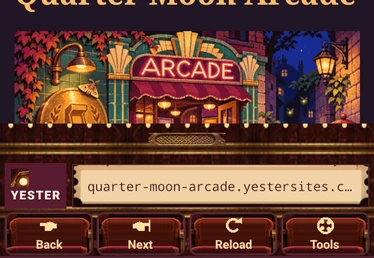 Quarter Moon Arcade
ARCADE
YESTER
quarter-moon-arcade.yestersites.c…
Back
Next
Reload
Tools